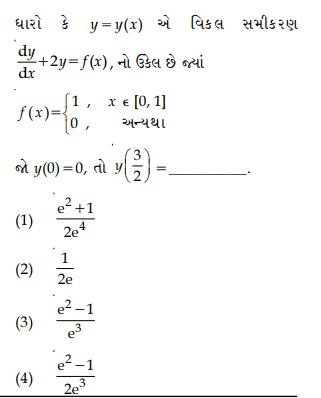 ધારો કે y = y(x) એ વિકલ સમીકરણ
dy/dx + 2y = f(x), નો ઉકેલ છે જ્યાં
f(x) = { 1 , x ϵ [0, 1]
0 , અન્યથા
જો y(0) = 0, તો y(3/2) = ________.
(1) (e² + 1)/(2e⁴)
(2) 1/(2e)
(3) (e² − 1)/(e³)
(4) (e² − 1)/(2e³)